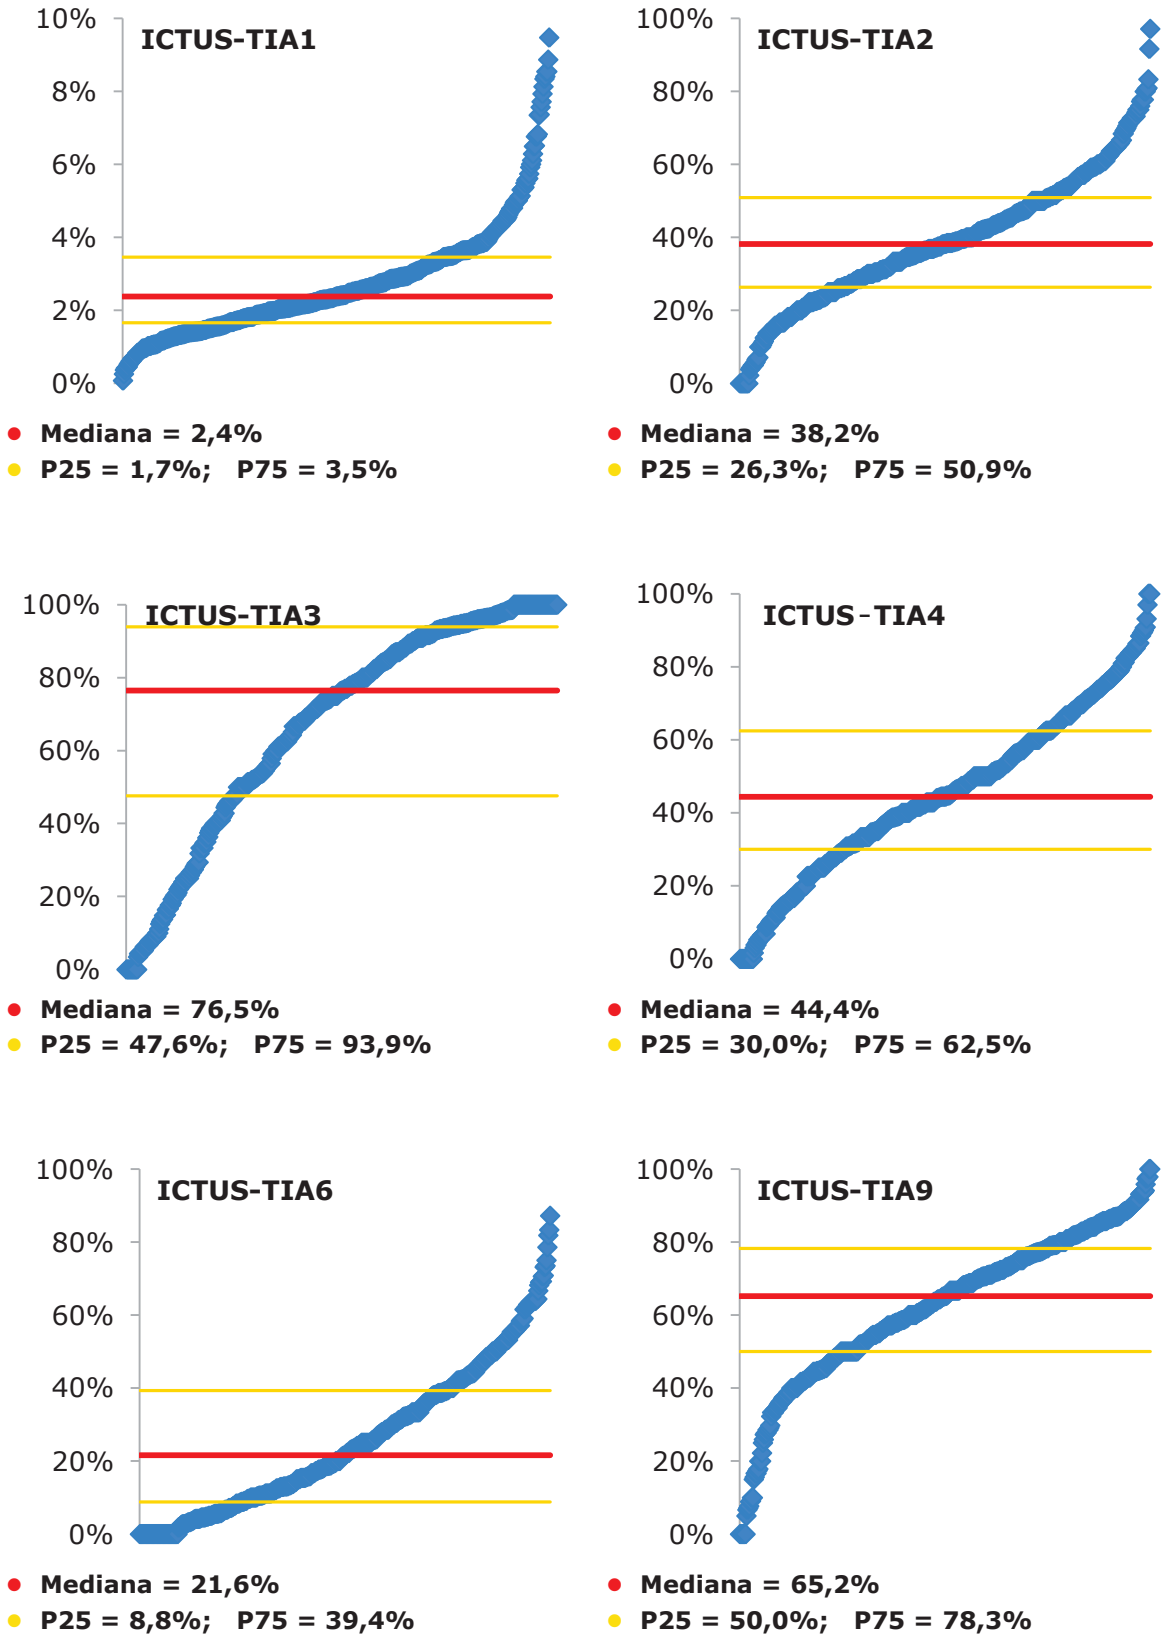 10%
ICTUS-TIA1
8%
6%
4%
2%
0%
Mediana = 2,4%
P25 = 1,7%; P75 = 3,5%
100%
ICTUS-TIA2
80%
60%
40%
20%
0%
Mediana = 38,2%
P25 = 26,3%; P75 = 50,9%
100%
ICTUS-TIA3
80%
60%
40%
20%
0%
Mediana = 76,5%
P25 = 47,6%; P75 = 93,9%
100%
ICTUS-TIA4
80%
60%
40%
20%
0%
Mediana = 44,4%
P25 = 30,0%; P75 = 62,5%
100%
ICTUS-TIA6
80%
60%
40%
20%
0%
Mediana = 21,6%
P25 = 8,8%; P75 = 39,4%
100%
ICTUS-TIA9
80%
60%
40%
20%
0%
Mediana = 65,2%
P25 = 50,0%; P75 = 78,3%